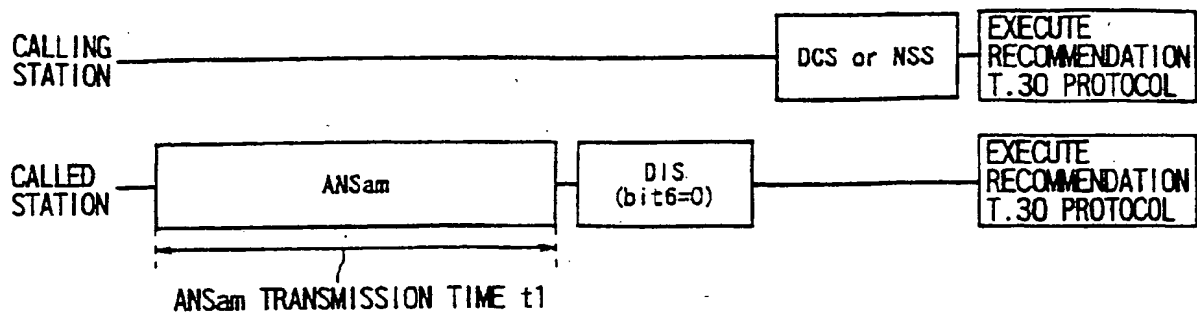 CALLING
STATION
DCS or NSS
EXECUTE
RECOMMENDATION
T.30 PROTOCOL
CALLED
STATION
ANSam
DIS
(bit6=0)
EXECUTE
RECOMMENDATION
T.30 PROTOCOL
ANSam TRANSMISSION TIME t1